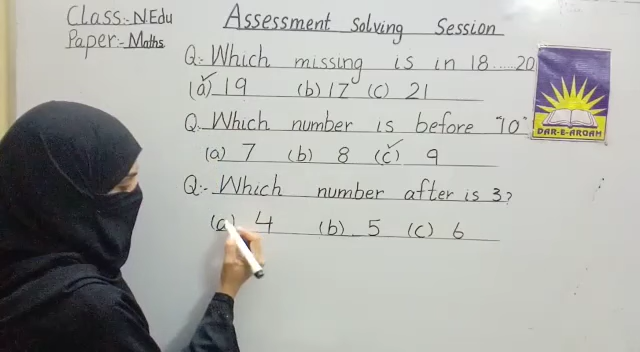 Class:- NEdu
Assessment Solving Session
Paper:- Maths
Q:- Which missing is in 18.....20
(a)✓ 19 (b) 17 (c) 21
Q:- Which number is before "10"
(a) 7 (b) 8 (c)✓ 9
Q:- Which number after is 3?
(a) 4 (b) 5 (c) 6
DAR-E-ARQAM